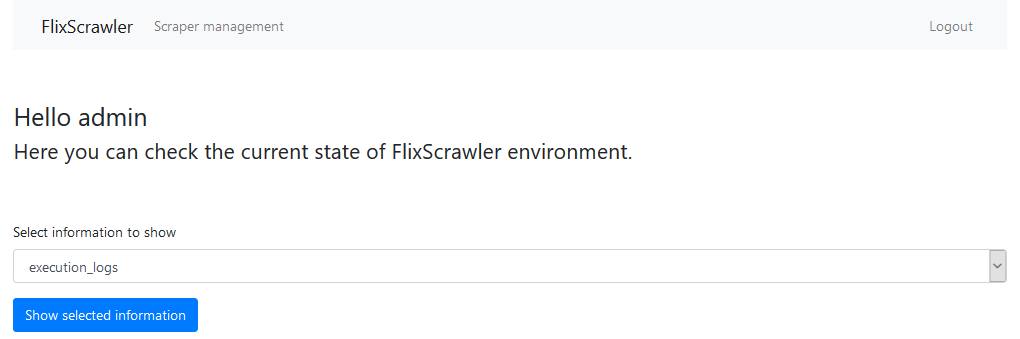 FlixScrawler Scraper management Logout
Hello admin
Here you can check the current state of FlixScrawler environment.
Select information to show
execution_logs
Show selected information